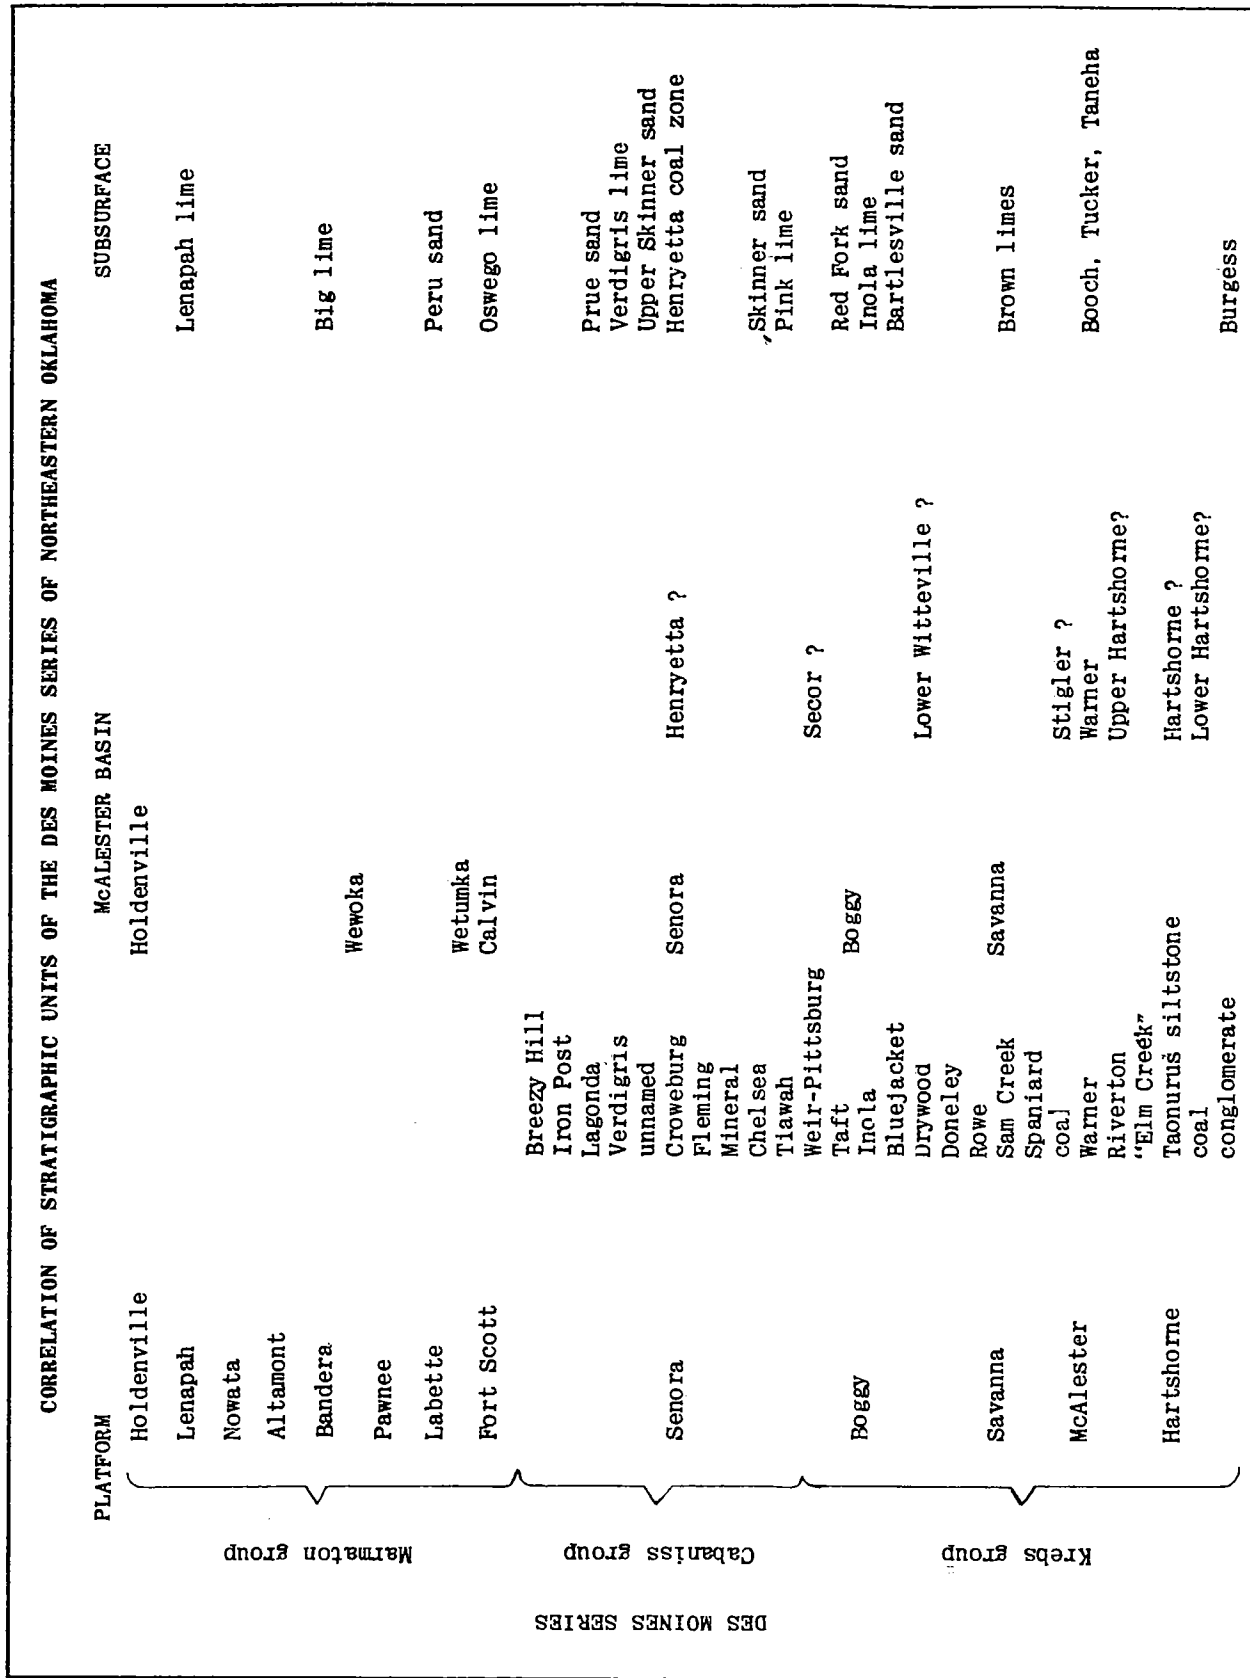 CORRELATION OF STRATIGRAPHIC UNITS OF THE DES MOINES SERIES OF NORTHEASTERN OKLAHOMA
PLATFORM McALESTER BASIN SUBSURFACE
DES MOINES SERIES
Marmaton group
Holdenville Holdenville
Lenapah Lenapah lime
Nowata
Altamont
Bandera Big lime
Wewoka
Pawnee
Labette Peru sand
Wetumka
Fort Scott Calvin Oswego lime
Cabaniss group
Breezy Hill
Iron Post
Lagonda Prue sand
Verdigris Verdigris lime
unnamed Upper Skinner sand
Senora Croweburg Senora Henryetta ? Henryetta coal zone
Fleming
Mineral
Chelsea Skinner sand
Tiawah Pink lime
Krebs group
Weir-Pittsburg Secor ?
Taft Red Fork sand
Boggy Boggy
Inola Inola lime
Bluejacket Bartlesville sand
Drywood Lower Witteville ?
Doneley
Rowe
Savanna Sam Creek Savanna Brown limes
Spaniard
coal Stigler ?
McAlester Warner Warner Booch, Tucker, Taneha
Riverton Upper Hartshorne?
"Elm Creek"
Hartshorne Taonurus siltstone Hartshorne ?
coal Lower Hartshorne?
conglomerate Burgess